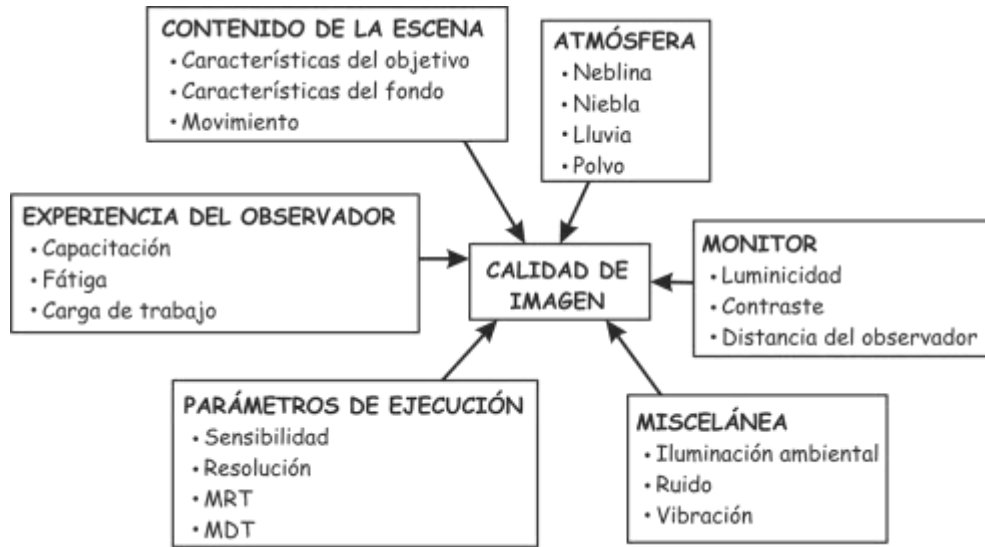 CONTENIDO DE LA ESCENA
• Características del objetivo
• Características del fondo
• Movimiento
ATMÓSFERA
• Neblina
• Niebla
• Lluvia
• Polvo
EXPERIENCIA DEL OBSERVADOR
• Capacitación
• Fátiga
• Carga de trabajo
CALIDAD DE
IMAGEN
MONITOR
• Luminicidad
• Contraste
• Distancia del observador
PARÁMETROS DE EJECUCIÓN
• Sensibilidad
• Resolución
• MRT
• MDT
MISCELÁNEA
• Iluminación ambiental
• Ruido
• Vibración